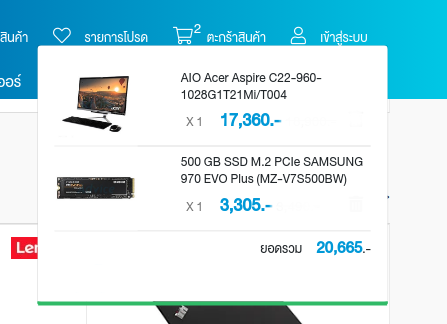 สินค้า รายการโปรด 2 ตะกร้าสินค้า เข้าสู่ระบบ
ออร์
AIO Acer Aspire C22-960-
1028G1T21Mi/T004
X 1 17,360.-
500 GB SSD M.2 PCIe SAMSUNG
970 EVO Plus (MZ-V7S500BW)
X 1 3,305.-
Len
ยอดรวม 20,665.-